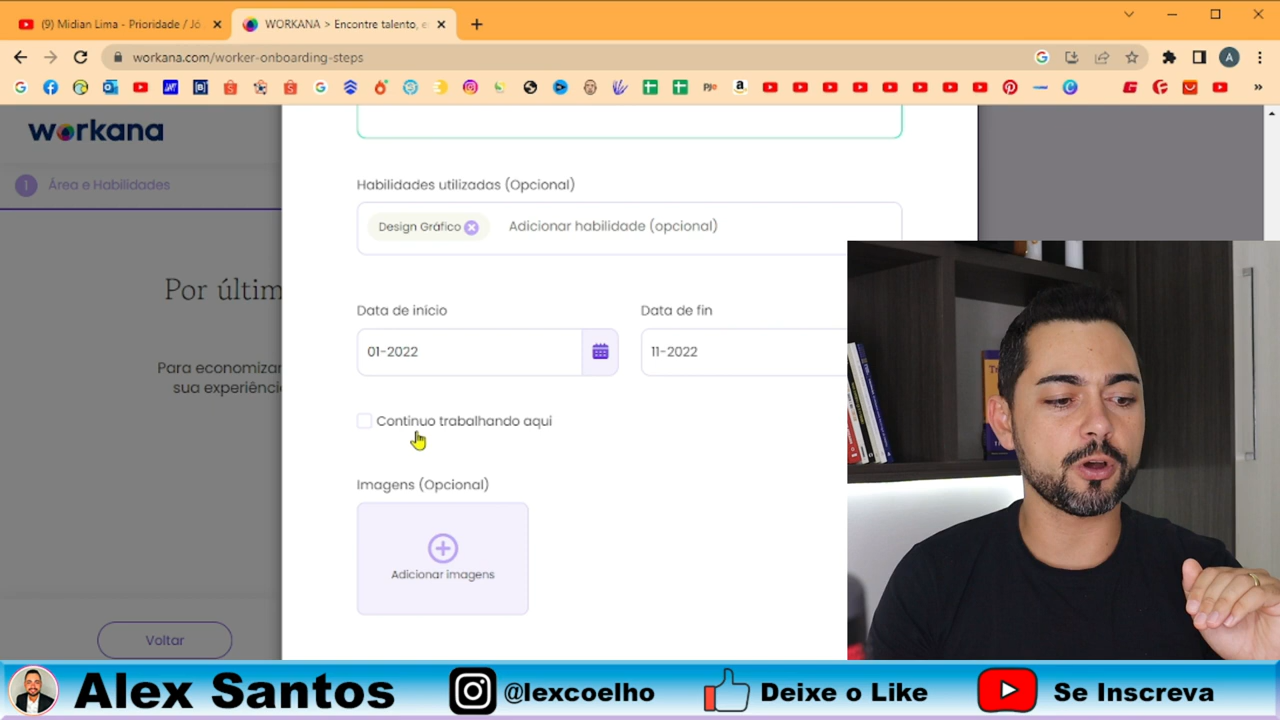 (9) Midian Lima - Prioridade / Jó
WORKANA > Encontre talento, e
workana.com/worker-onboarding-steps
A
workana
1 Área e Habilidades
Habilidades utilizadas (Opcional)
Design Gráfico
Adicionar habilidade (opcional)
Por últim
Data de início
Data de fin
01-2022
11-2022
Para economizar
sua experiênci
Continuo trabalhando aqui
Imagens (Opcional)
Adicionar imagens
Voltar
Alex Santos
@lexcoelho
Deixe o Like
Se Inscreva